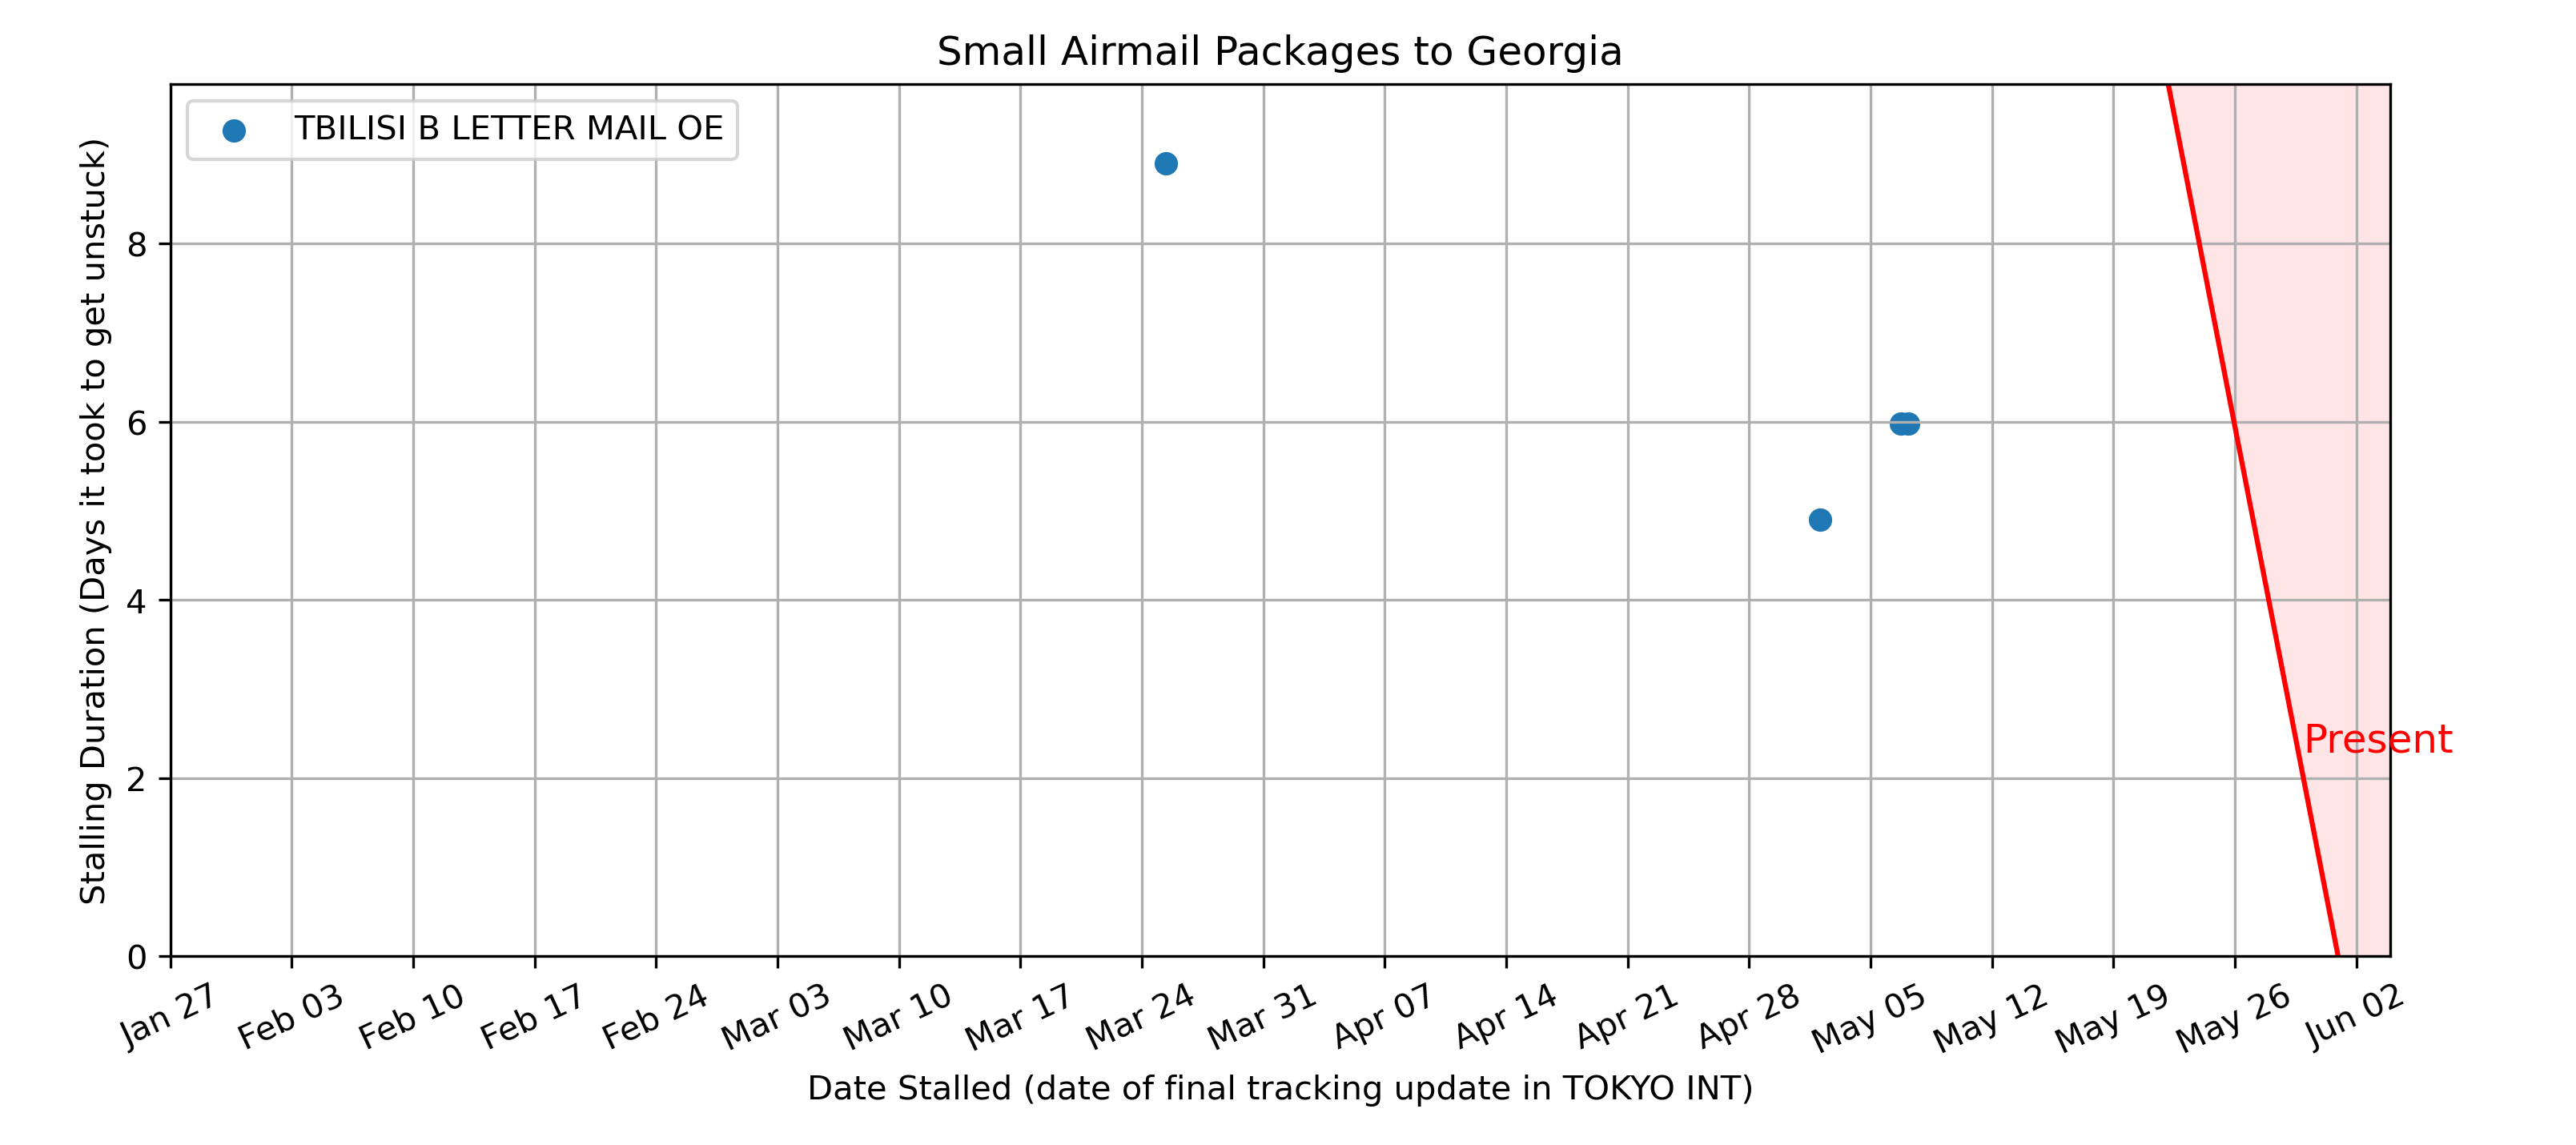 Small Airmail Packages to Georgia
TBILISI B LETTER MAIL OE
Stalling Duration (Days it took to get unstuck)
8
6
4
2
0
Present
Jan 27 Feb 03 Feb 10 Feb 17 Feb 24 Mar 03 Mar 10 Mar 17 Mar 24 Mar 31 Apr 07 Apr 14 Apr 21 Apr 28 May 05 May 12 May 19 May 26 Jun 02
Date Stalled (date of final tracking update in TOKYO INT)